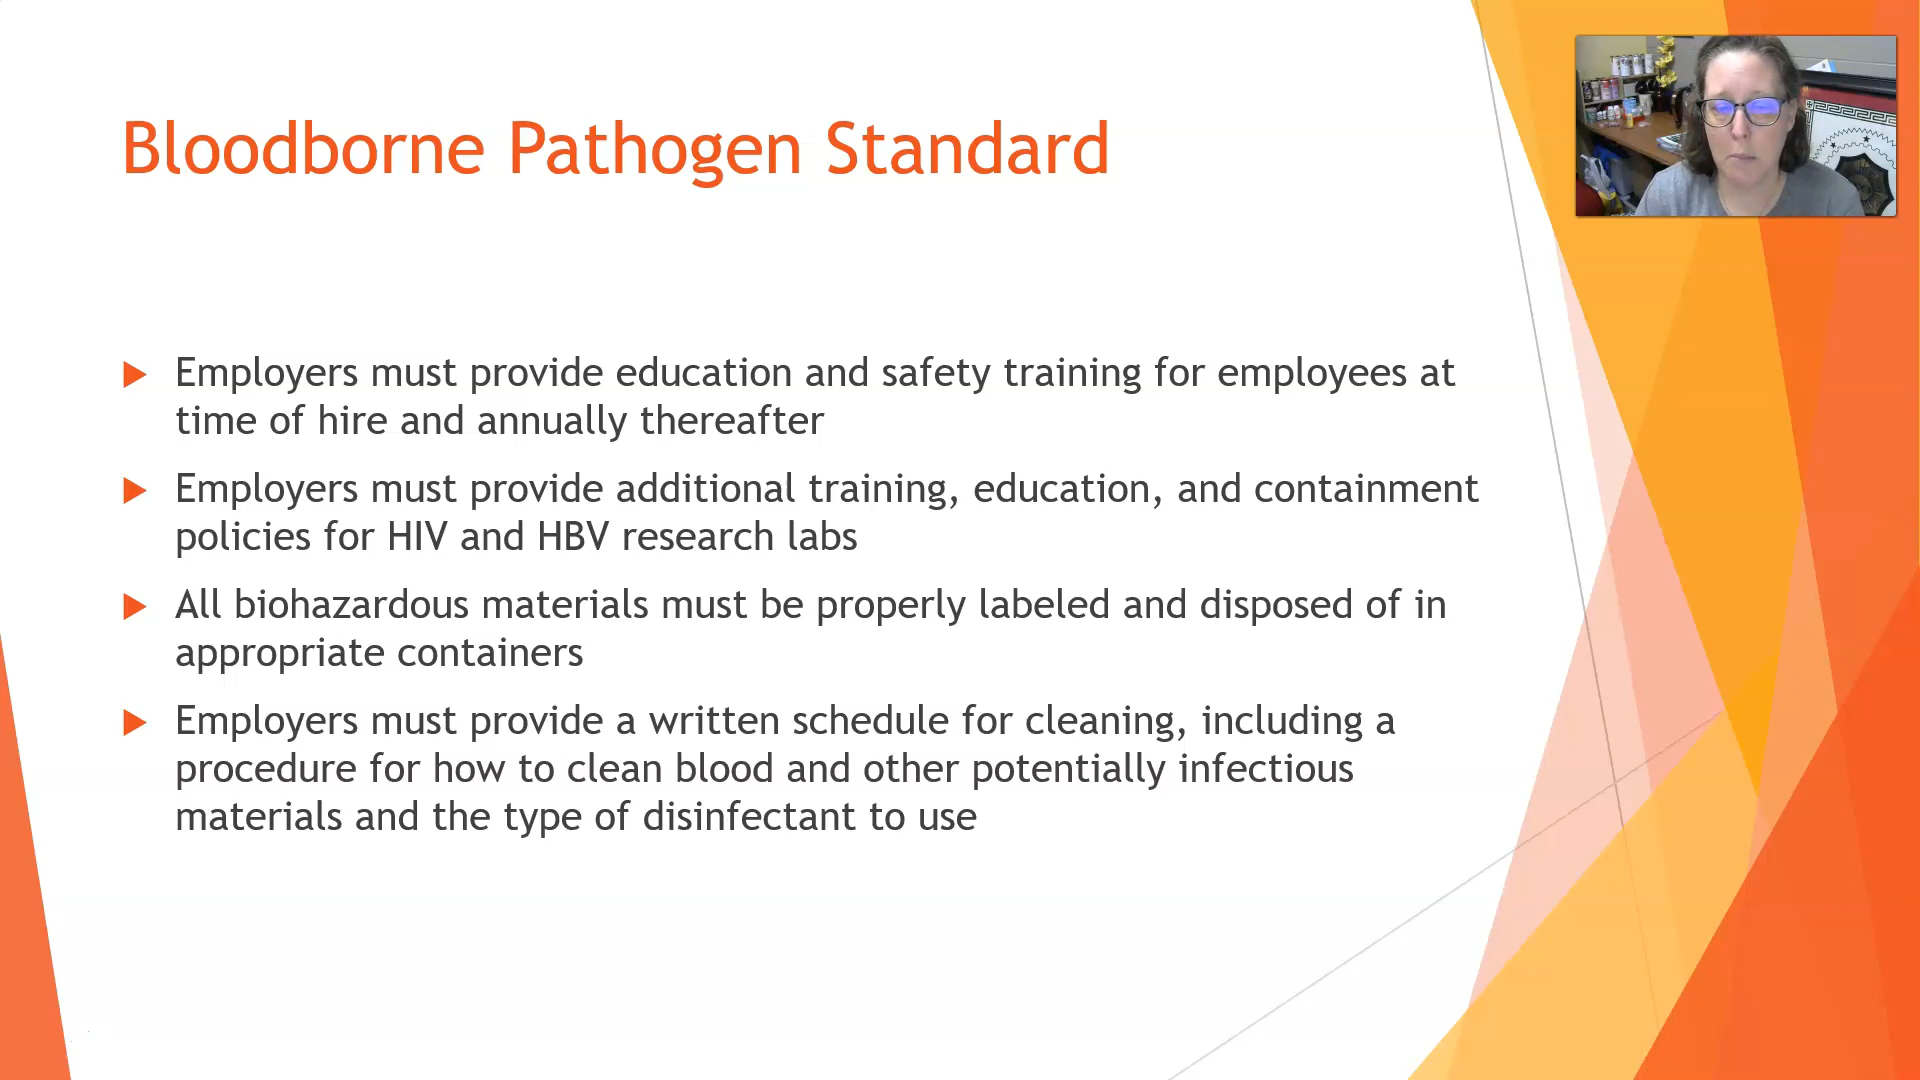 Bloodborne Pathogen Standard
Employers must provide education and safety training for employees at
time of hire and annually thereafter
Employers must provide additional training, education, and containment
policies for HIV and HBV research labs
All biohazardous materials must be properly labeled and disposed of in
appropriate containers
Employers must provide a written schedule for cleaning, including a
procedure for how to clean blood and other potentially infectious
materials and the type of disinfectant to use